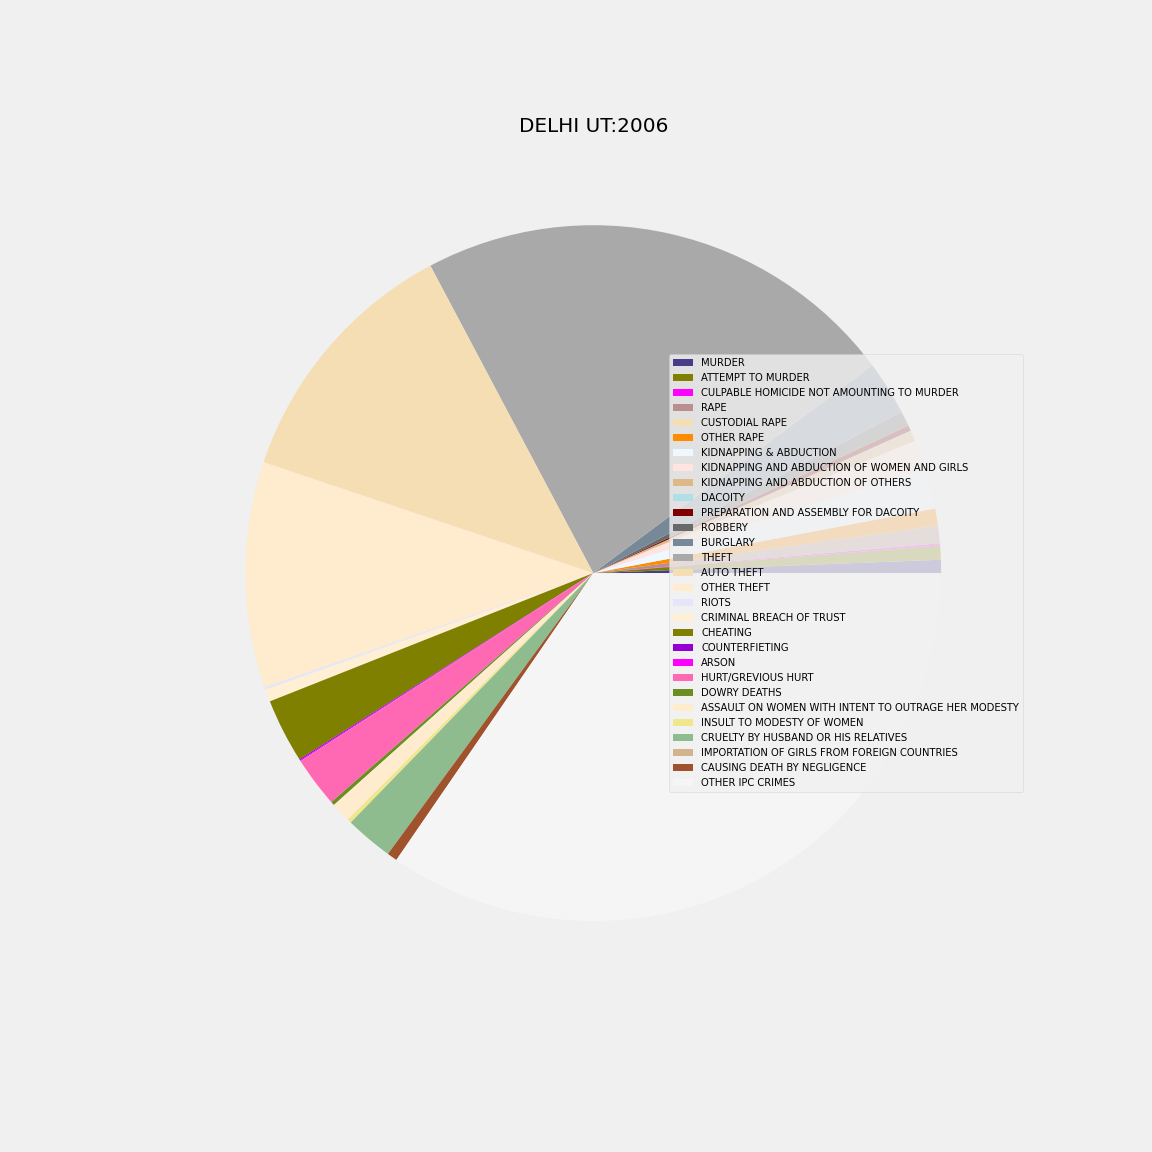 DELHI UT:2006
MURDER
ATTEMPT TO MURDER
CULPABLE HOMICIDE NOT AMOUNTING TO MURDER
RAPE
CUSTODIAL RAPE
OTHER RAPE
KIDNAPPING & ABDUCTION
KIDNAPPING AND ABDUCTION OF WOMEN AND GIRLS
KIDNAPPING AND ABDUCTION OF OTHERS
DACOITY
PREPARATION AND ASSEMBLY FOR DACOITY
ROBBERY
BURGLARY
THEFT
AUTO THEFT
OTHER THEFT
RIOTS
CRIMINAL BREACH OF TRUST
CHEATING
COUNTERFIETING
ARSON
HURT/GREVIOUS HURT
DOWRY DEATHS
ASSAULT ON WOMEN WITH INTENT TO OUTRAGE HER MODESTY
INSULT TO MODESTY OF WOMEN
CRUELTY BY HUSBAND OR HIS RELATIVES
IMPORTATION OF GIRLS FROM FOREIGN COUNTRIES
CAUSING DEATH BY NEGLIGENCE
OTHER IPC CRIMES